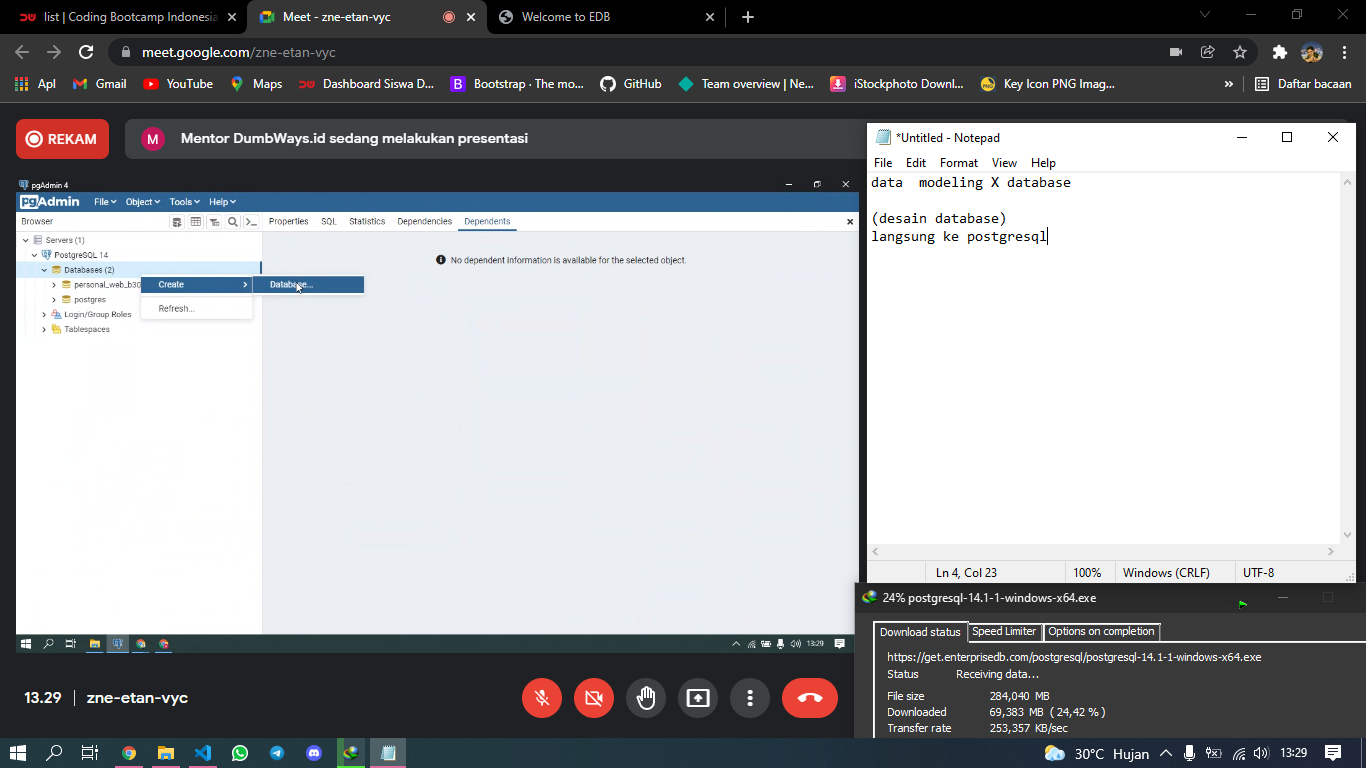 list | Coding Bootcamp Indonesia
Meet - zne-etan-vyc
Welcome to EDB
meet.google.com/zne-etan-vyc
Apl
Gmail
YouTube
Maps
Dashboard Siswa D...
Bootstrap · The mo...
GitHub
Team overview | Ne...
iStockphoto Downl...
Key Icon PNG Imag...
»
Daftar bacaan
REKAM
M
Mentor DumbWays.id sedang melakukan presentasi
pgAdmin 4
pgAdmin
File
Object
Tools
Help
Browser
Properties
SQL
Statistics
Dependencies
Dependents
Servers (1)
PostgreSQL 14
Databases (2)
personal_web_b30
postgres
Login/Group Roles
Tablespaces
Create
Database...
Refresh...
No dependent information is available for the selected object.
13:29
*Untitled - Notepad
File Edit Format View Help
data  modeling X database
(desain database)
langsung ke postgresql
Ln 4, Col 23
100%
Windows (CRLF)
UTF-8
24% postgresql-14.1-1-windows-x64.exe
Download status
Speed Limiter
Options on completion
https://get.enterprisedb.com/postgresql/postgresql-14.1-1-windows-x64.exe
Status Receiving data...
File size 284,040 MB
Downloaded 69,383 MB ( 24,42 % )
Transfer rate 253,357 KB/sec
13.29 | zne-etan-vyc
30°C Hujan
13:29